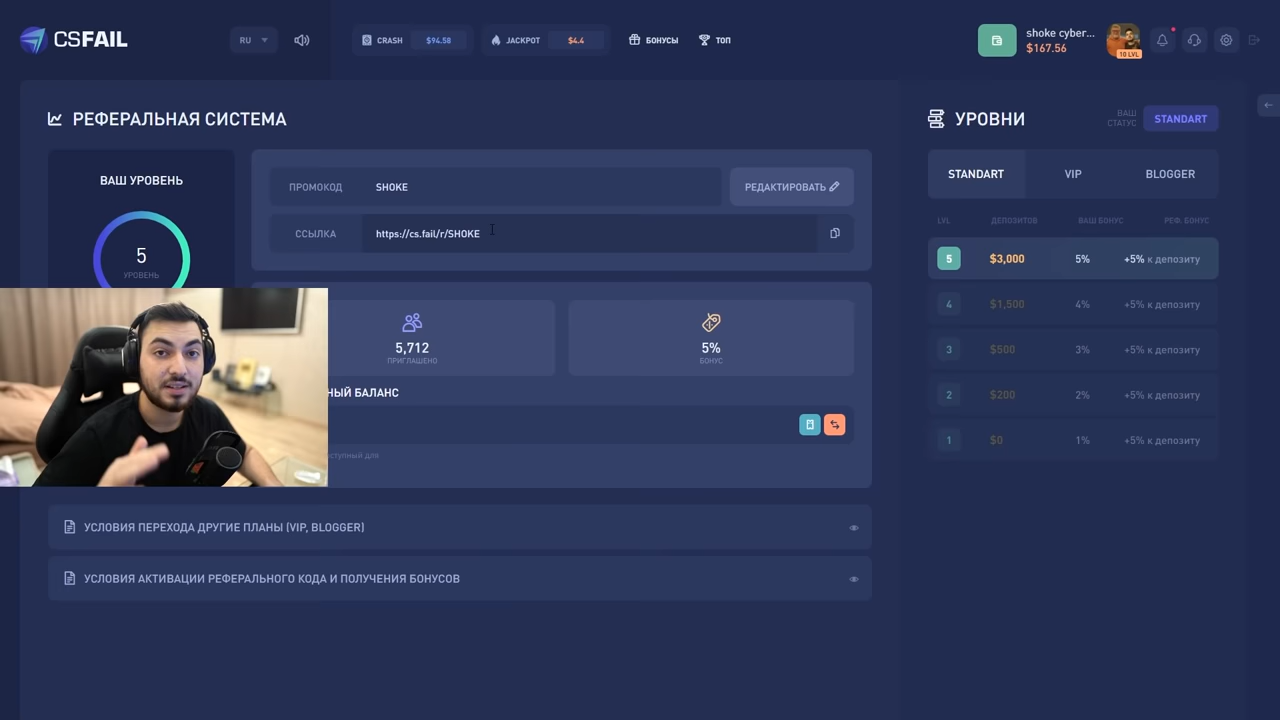 CSFAIL
RU
CRASH $94.58
JACKPOT $4.4
БОНУСЫ
ТОП
shoke cyber...
$167.56
10 LVL
РЕФЕРАЛЬНАЯ СИСТЕМА
ВАШ УРОВЕНЬ
5
УРОВЕНЬ
ПРОМОКОД SHOKE
РЕДАКТИРОВАТЬ
ССЫЛКА https://cs.fail/r/SHOKE
5,712
ПРИГЛАШЕНО
5%
БОНУС
НЫЙ БАЛАНС
ступный для
УСЛОВИЯ ПЕРЕХОДА ДРУГИЕ ПЛАНЫ (VIP, BLOGGER)
УСЛОВИЯ АКТИВАЦИИ РЕФЕРАЛЬНОГО КОДА И ПОЛУЧЕНИЯ БОНУСОВ
УРОВНИ
ВАШ
СТАТУС
STANDART
STANDART VIP BLOGGER
LVL ДЕПОЗИТОВ ВАШ БОНУС РЕФ. БОНУС
5 $3,000 5% +5% к депозиту
4 $1,500 4% +5% к депозиту
3 $500 3% +5% к депозиту
2 $200 2% +5% к депозиту
1 $0 1% +5% к депозиту